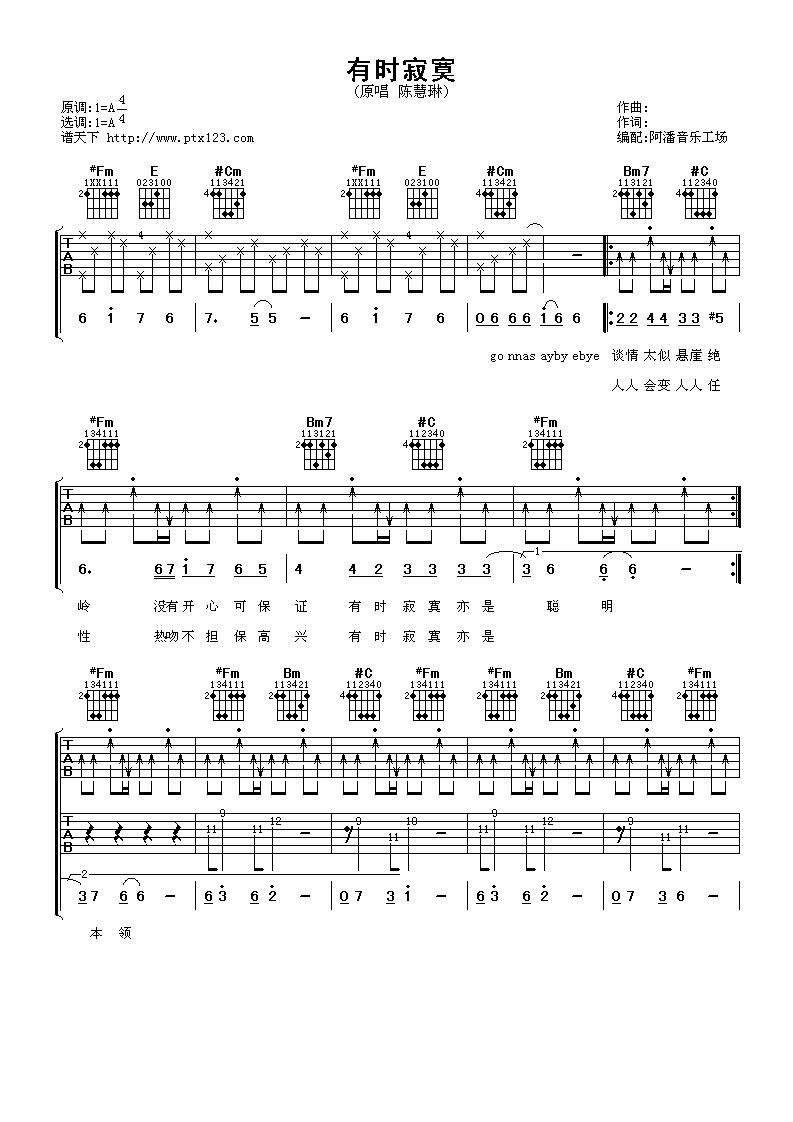 有时寂寞
(原唱 陈慧琳)
原调:1=A 4/4
选调:1=A 4/4
谱天下 http://www.ptx123.com
作曲:
作词:
编配:阿潘音乐工场
#Fm E #Cm #Fm E #Cm Bm7 #C
1XX111 023100 113421 1XX111 023100 113421 113121 112340
2 4 2 4 2 4
4 4
T A B
6 1 7 6 7. 5 5 – 6 1 7 6 0 6 6 6 1 6 6 2 2 4 4 3 3 #5
go nnas ayby ebye 谈情 太似 悬崖 绝
人人 会变 人人 任
#Fm Bm7 #C #Fm
134111 113121 112340 134111
2 2 4 2
T A B
1
6. 6 7 1 7 6 5 4 4 2 3 3 3 3 3 6 6 6 –
岭 没有 开 心 可 保 证 有 时 寂 寞 亦 是 聪 明
性 热吻 不 担 保 高 兴 有 时 寂 寞 亦 是
#Fm #Fm Bm #C #Fm #Fm Bm #C #Fm
134111 134111 113421 112340 134111 134111 113421 112340 134111
2 2 2 4 2 2 2 4 2
T A B
T A B
11 9 11 12 – 9 11 10 – 11 9 11 12 – 9 11 9 –
2
3 7 6 6 – 6 3 6 2 – 0 7 3 1 – 6 3 6 2 – 0 7 3 6 –
本 领